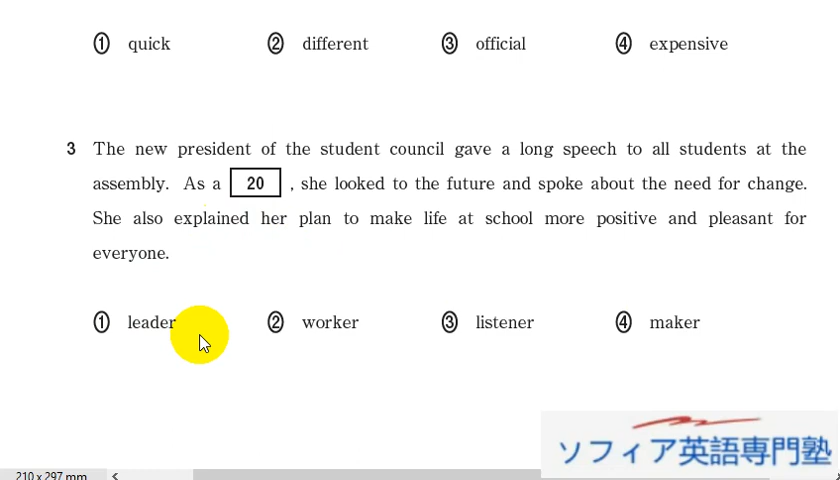 ① quick ② different ③ official ④ expensive
3 The new president of the student council gave a long speech to all students at the
assembly. As a 20 , she looked to the future and spoke about the need for change.
She also explained her plan to make life at school more positive and pleasant for
everyone.
① leader ② worker ③ listener ④ maker
ソフィア英語専門塾
210 x 297 mm